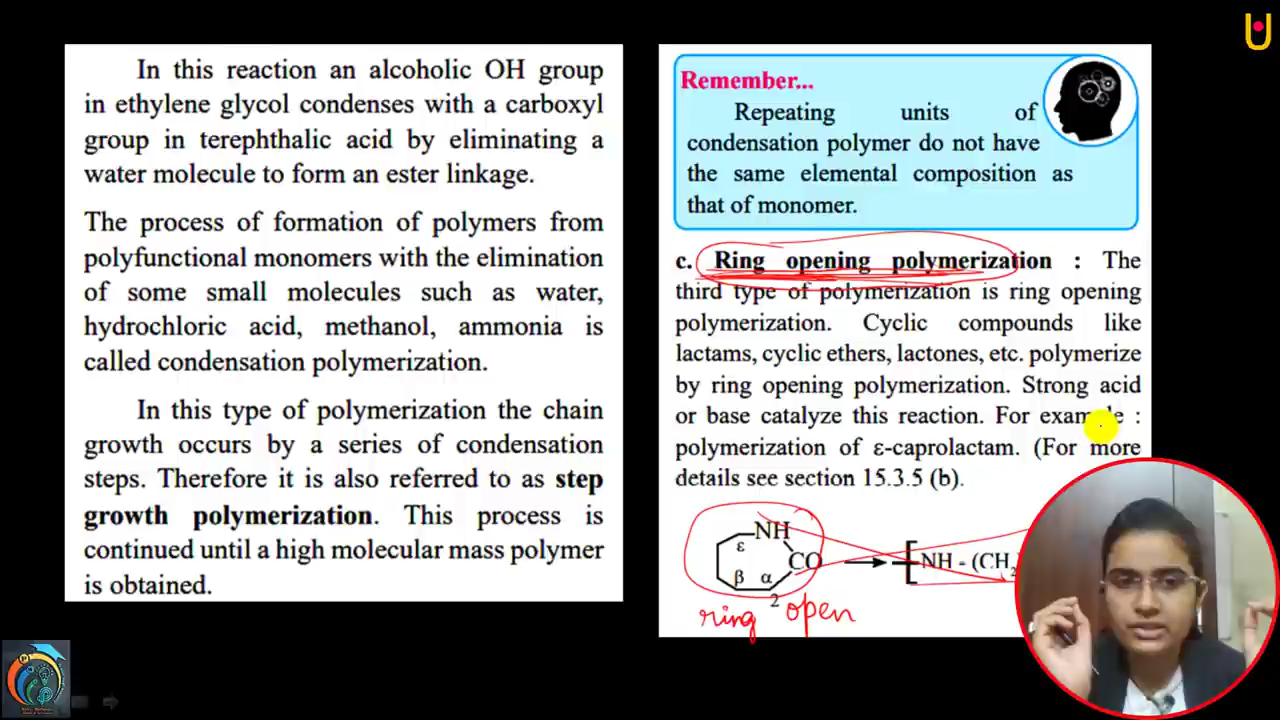 In this reaction an alcoholic OH group
in ethylene glycol condenses with a carboxyl
group in terephthalic acid by eliminating a
water molecule to form an ester linkage.
The process of formation of polymers from
polyfunctional monomers with the elimination
of some small molecules such as water,
hydrochloric acid, methanol, ammonia is
called condensation polymerization.
In this type of polymerization the chain
growth occurs by a series of condensation
steps. Therefore it is also referred to as step
growth polymerization. This process is
continued until a high molecular mass polymer
is obtained.
Remember...
Repeating units of
condensation polymer do not have
the same elemental composition as
that of monomer.
c. Ring opening polymerization : The
third type of polymerization is ring opening
polymerization. Cyclic compounds like
lactams, cyclic ethers, lactones, etc. polymerize
by ring opening polymerization. Strong acid
or base catalyze this reaction. For example :
polymerization of ε-caprolactam. (For more
details see section 15.3.5 (b).
NH
ε
CO
NH - (CH2)
β α
2
ring open
U